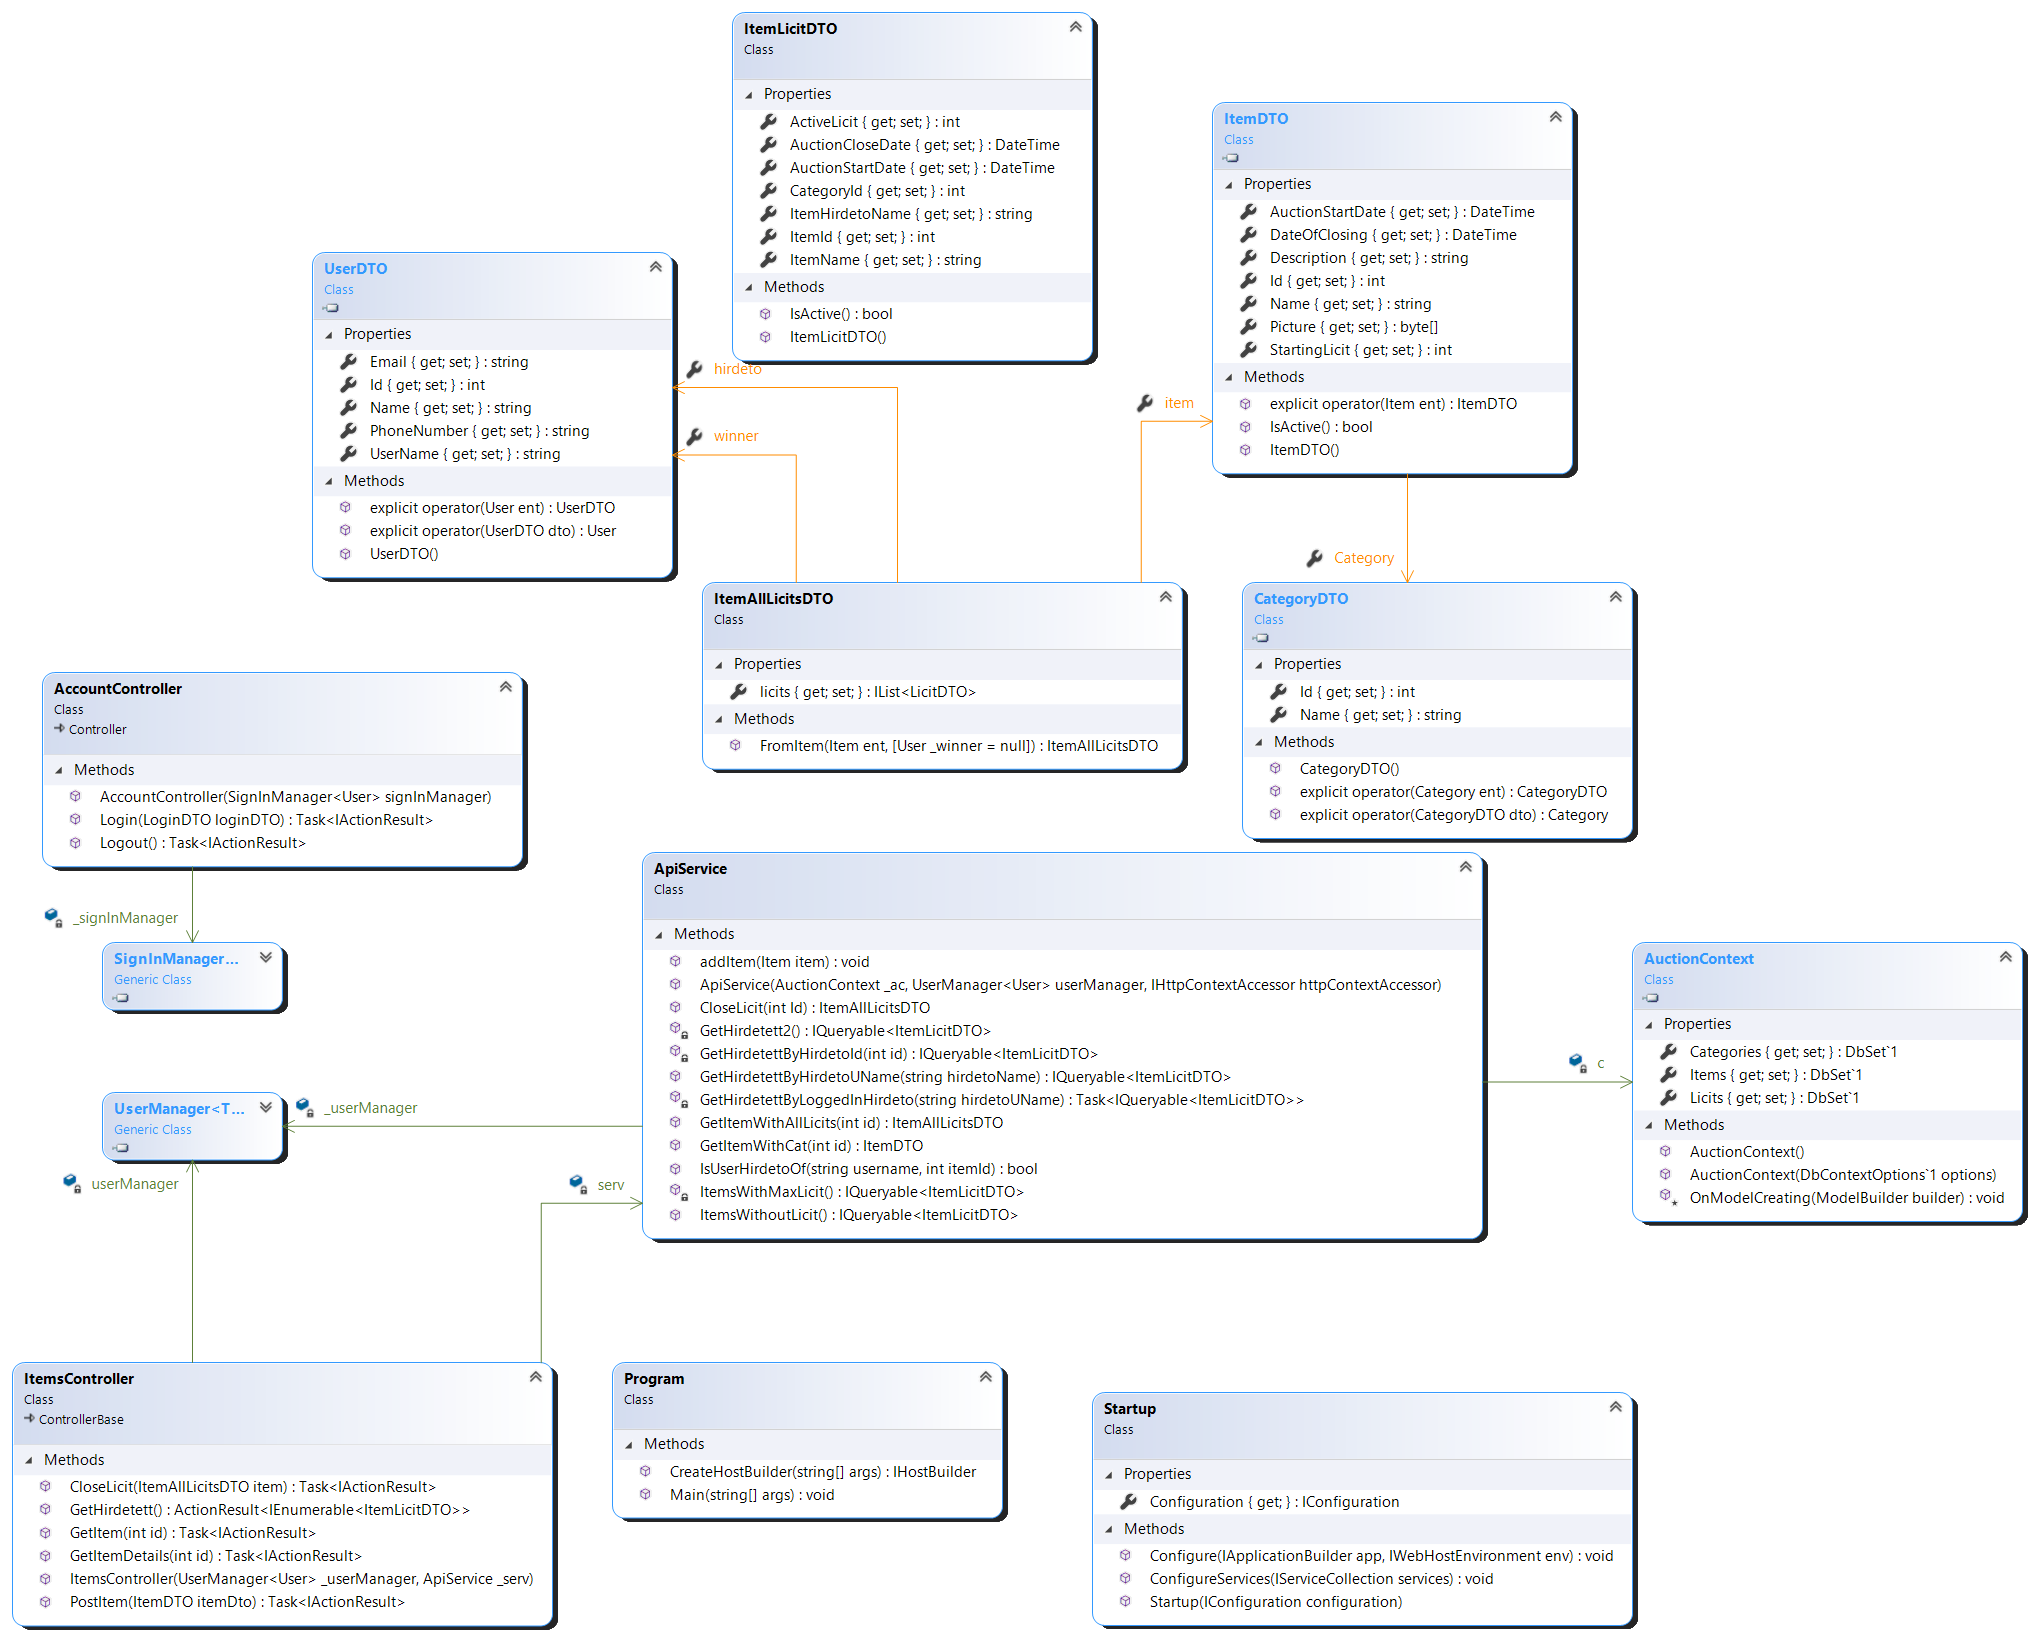 ItemLicitDTO
Class
Properties
ActiveLicit { get; set; } : int
AuctionCloseDate { get; set; } : DateTime
AuctionStartDate { get; set; } : DateTime
CategoryId { get; set; } : int
ItemHirdetoName { get; set; } : string
ItemId { get; set; } : int
ItemName { get; set; } : string
Methods
IsActive() : bool
ItemLicitDTO()
ItemDTO
Class
Properties
AuctionStartDate { get; set; } : DateTime
DateOfClosing { get; set; } : DateTime
Description { get; set; } : string
Id { get; set; } : int
Name { get; set; } : string
Picture { get; set; } : byte[]
StartingLicit { get; set; } : int
Methods
explicit operator(Item ent) : ItemDTO
IsActive() : bool
ItemDTO()
UserDTO
Class
Properties
Email { get; set; } : string
Id { get; set; } : int
Name { get; set; } : string
PhoneNumber { get; set; } : string
UserName { get; set; } : string
Methods
explicit operator(User ent) : UserDTO
explicit operator(UserDTO dto) : User
UserDTO()
hirdeto
winner
item
Category
ItemAllLicitsDTO
Class
Properties
licits { get; set; } : IList<LicitDTO>
Methods
FromItem(Item ent, [User _winner = null]) : ItemAllLicitsDTO
CategoryDTO
Class
Properties
Id { get; set; } : int
Name { get; set; } : string
Methods
CategoryDTO()
explicit operator(Category ent) : CategoryDTO
explicit operator(CategoryDTO dto) : Category
AccountController
Class
Controller
Methods
AccountController(SignInManager<User> signInManager)
Login(LoginDTO loginDTO) : Task<IActionResult>
Logout() : Task<IActionResult>
_signInManager
SignInManager...
Generic Class
ApiService
Class
Methods
addItem(Item item) : void
ApiService(AuctionContext _ac, UserManager<User> userManager, IHttpContextAccessor httpContextAccessor)
CloseLicit(int Id) : ItemAllLicitsDTO
GetHirdetett2() : IQueryable<ItemLicitDTO>
GetHirdetettByHirdetoId(int id) : IQueryable<ItemLicitDTO>
GetHirdetettByHirdetoUName(string hirdetoName) : IQueryable<ItemLicitDTO>
GetHirdetettByLoggedInHirdeto(string hirdetoUName) : Task<IQueryable<ItemLicitDTO>>
GetItemWithAllLicits(int id) : ItemAllLicitsDTO
GetItemWithCat(int id) : ItemDTO
IsUserHirdetoOf(string username, int itemId) : bool
ItemsWithMaxLicit() : IQueryable<ItemLicitDTO>
ItemsWithoutLicit() : IQueryable<ItemLicitDTO>
c
AuctionContext
Class
Properties
Categories { get; set; } : DbSet`1
Items { get; set; } : DbSet`1
Licits { get; set; } : DbSet`1
Methods
AuctionContext()
AuctionContext(DbContextOptions`1 options)
OnModelCreating(ModelBuilder builder) : void
UserManager<T...
Generic Class
_userManager
userManager
serv
ItemsController
Class
ControllerBase
Methods
CloseLicit(ItemAllLicitsDTO item) : Task<IActionResult>
GetHirdetett() : ActionResult<IEnumerable<ItemLicitDTO>>
GetItem(int id) : Task<IActionResult>
GetItemDetails(int id) : Task<IActionResult>
ItemsController(UserManager<User> _userManager, ApiService _serv)
PostItem(ItemDTO itemDto) : Task<IActionResult>
Program
Class
Methods
CreateHostBuilder(string[] args) : IHostBuilder
Main(string[] args) : void
Startup
Class
Properties
Configuration { get; } : IConfiguration
Methods
Configure(IApplicationBuilder app, IWebHostEnvironment env) : void
ConfigureServices(IServiceCollection services) : void
Startup(IConfiguration configuration)